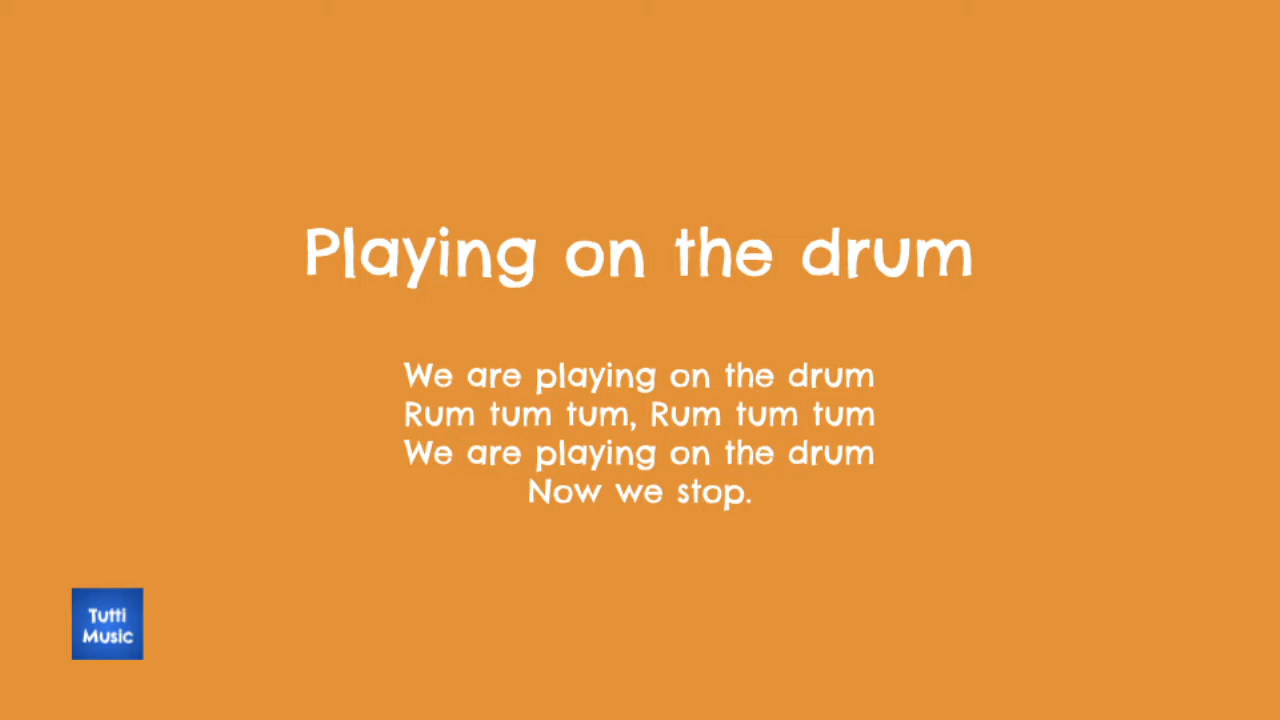 Playing on the drum
We are playing on the drum
Rum tum tum, Rum tum tum
We are playing on the drum
Now we stop.
Tutti
Music